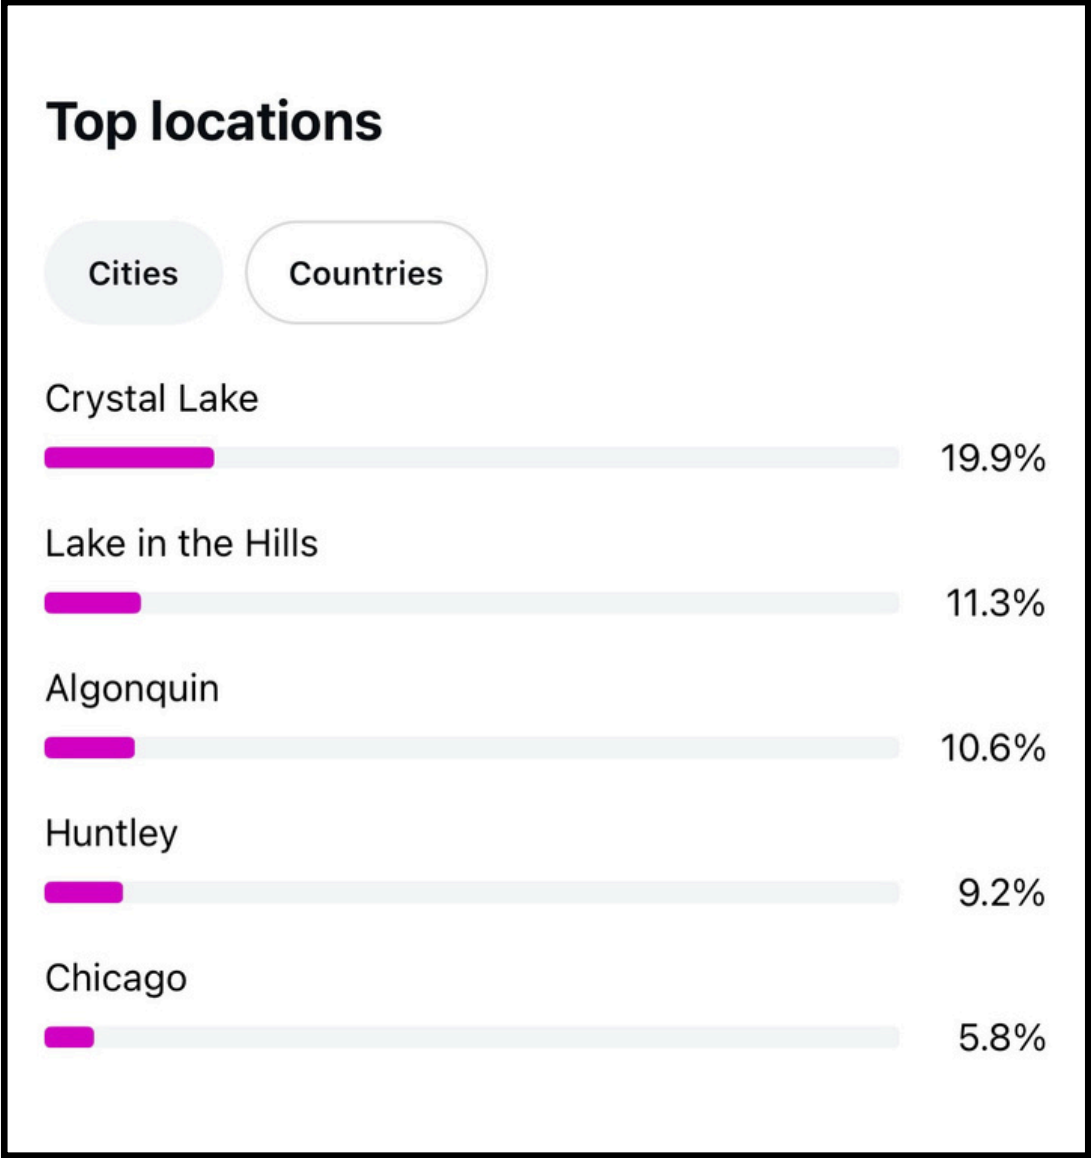 Top locations
Cities Countries
Crystal Lake
19.9%
Lake in the Hills
11.3%
Algonquin
10.6%
Huntley
9.2%
Chicago
5.8%